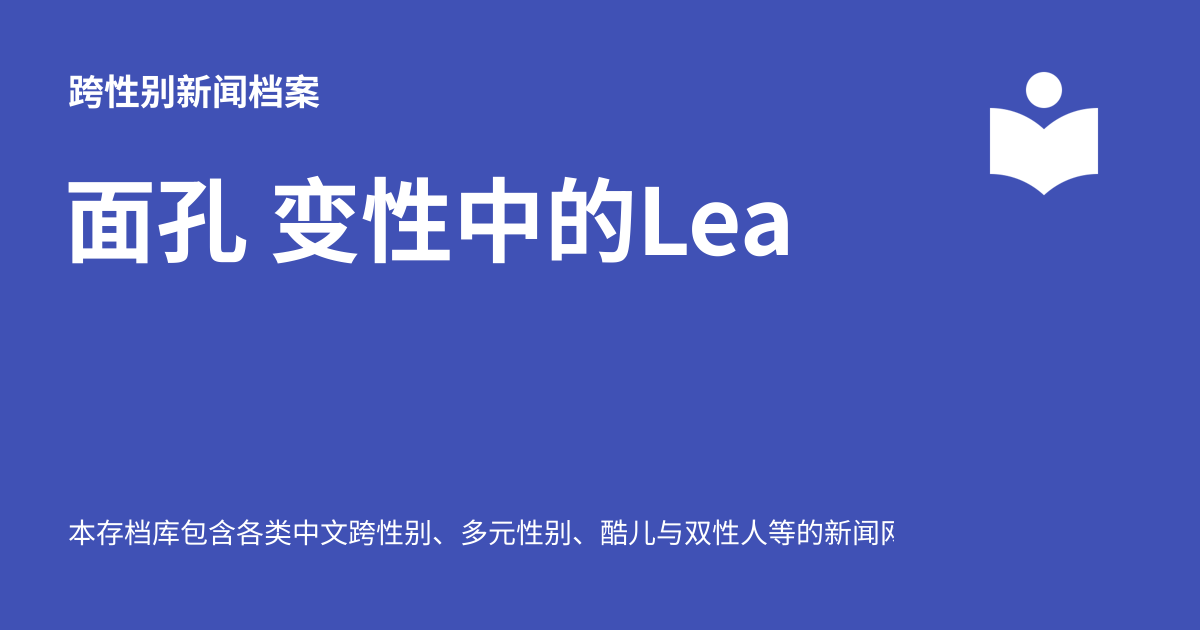 跨性别新闻档案
面孔 变性中的Lea
本存档库包含各类中文跨性别、多元性别、酷儿与双性人等的新闻